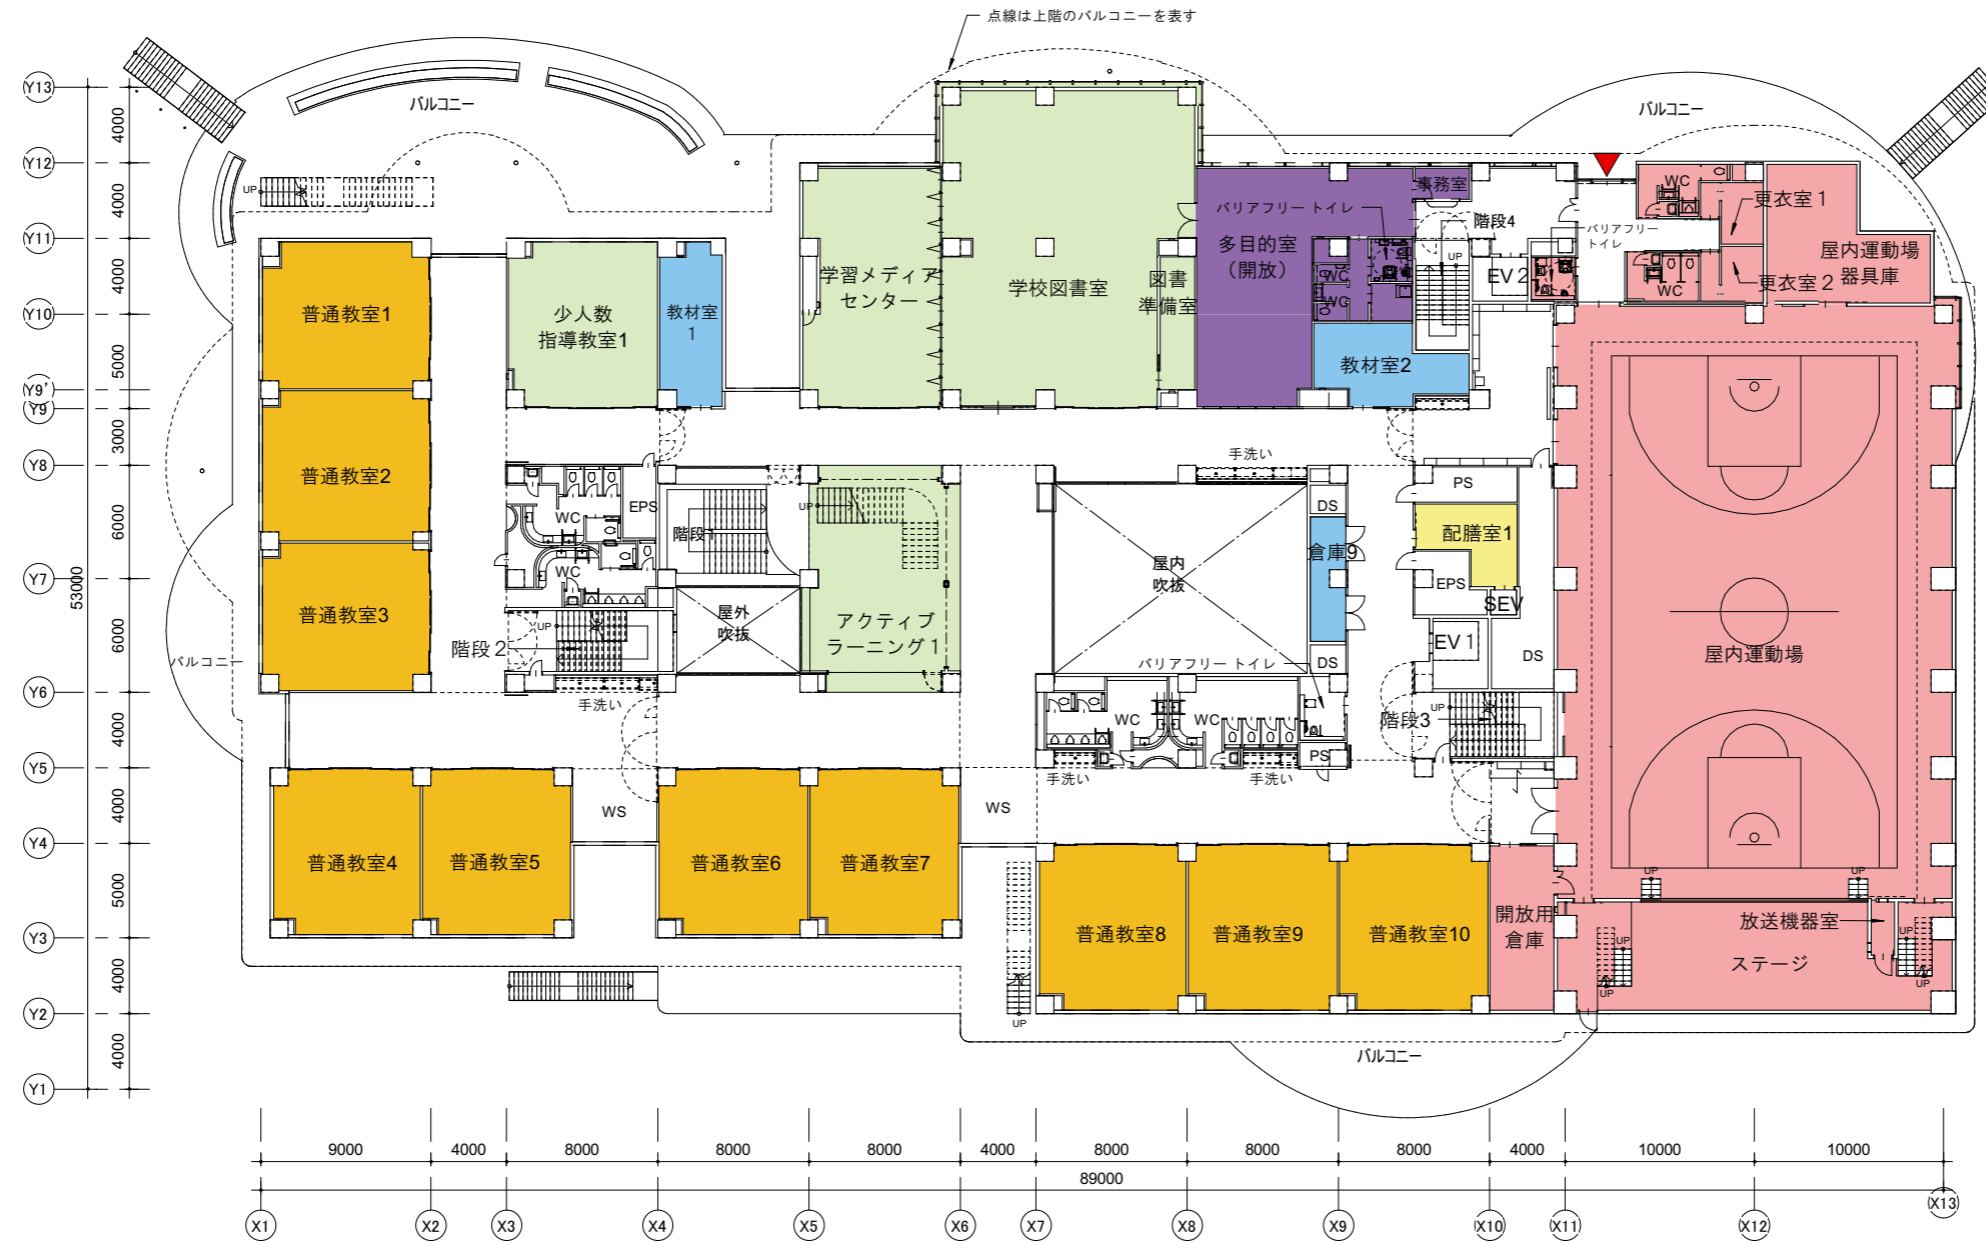 点線は上階のバルコニーを表す
バルコニー
バルコニー
UP
WC
更衣室１
事務室
バリアフリー トイレ
階段4
バリアフリー
トイレ
多目的室
（開放）
屋内運動場
器具庫
学習メディア
センター
学校図書室
図書
準備室
WC
WC
UP
EV 2
WC
更衣室２
普通教室1
少人数
指導教室1
教材室
1
教材室2
普通教室2
手洗い
EPS
WC
UP
階段1
DS
PS
倉庫9
配膳室1
屋内
吹抜
WC
EPS
SEV
普通教室3
屋外
吹抜
アクティブ
ラーニング１
UP
階段２
EV 1
DS
DS
バルコニー
バリアフリー トイレ
屋内運動場
手洗い
WC
WC
UP
階段3
PS
手洗い
手洗い
WS
WS
普通教室4
普通教室5
普通教室6
普通教室7
UP
UP
普通教室8
普通教室9
普通教室10
開放用
倉庫
放送機器室
ステージ
UP
UP
UP
UP
UP
バルコニー
Y13
Y12
Y11
Y10
Y9'
Y9
Y8
Y7
Y6
Y5
Y4
Y3
Y2
Y1
4000
4000
4000
5000
3000
6000
6000
4000
4000
5000
4000
4000
53000
9000
4000
8000
8000
8000
4000
8000
8000
8000
4000
10000
10000
89000
X1
X2
X3
X4
X5
X6
X7
X8
X9
X10
X11
X12
X13